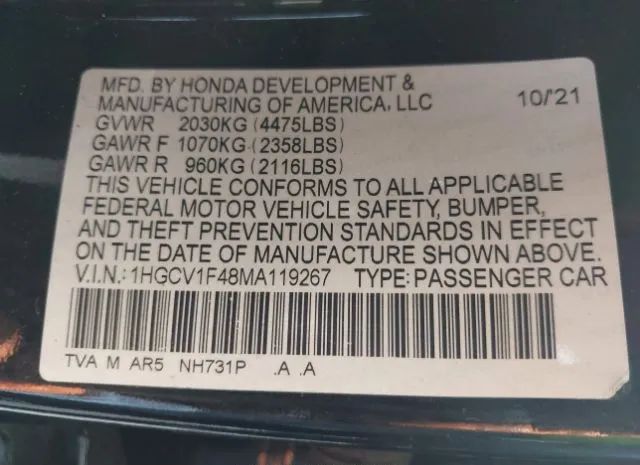 MFD. BY HONDA DEVELOPMENT &
MANUFACTURING OF AMERICA, LLC 10/'21
GVWR 2030KG (4475LBS)
GAWR F 1070KG (2358LBS)
GAWR R 960KG (2116LBS)
THIS VEHICLE CONFORMS TO ALL APPLICABLE
FEDERAL MOTOR VEHICLE SAFETY, BUMPER,
AND THEFT PREVENTION STANDARDS IN EFFECT
ON THE DATE OF MANUFACTURE SHOWN ABOVE.
V.I.N.: 1HGCV1F48MA119267 TYPE: PASSENGER CAR
TVA M AR5 NH731P .A .A